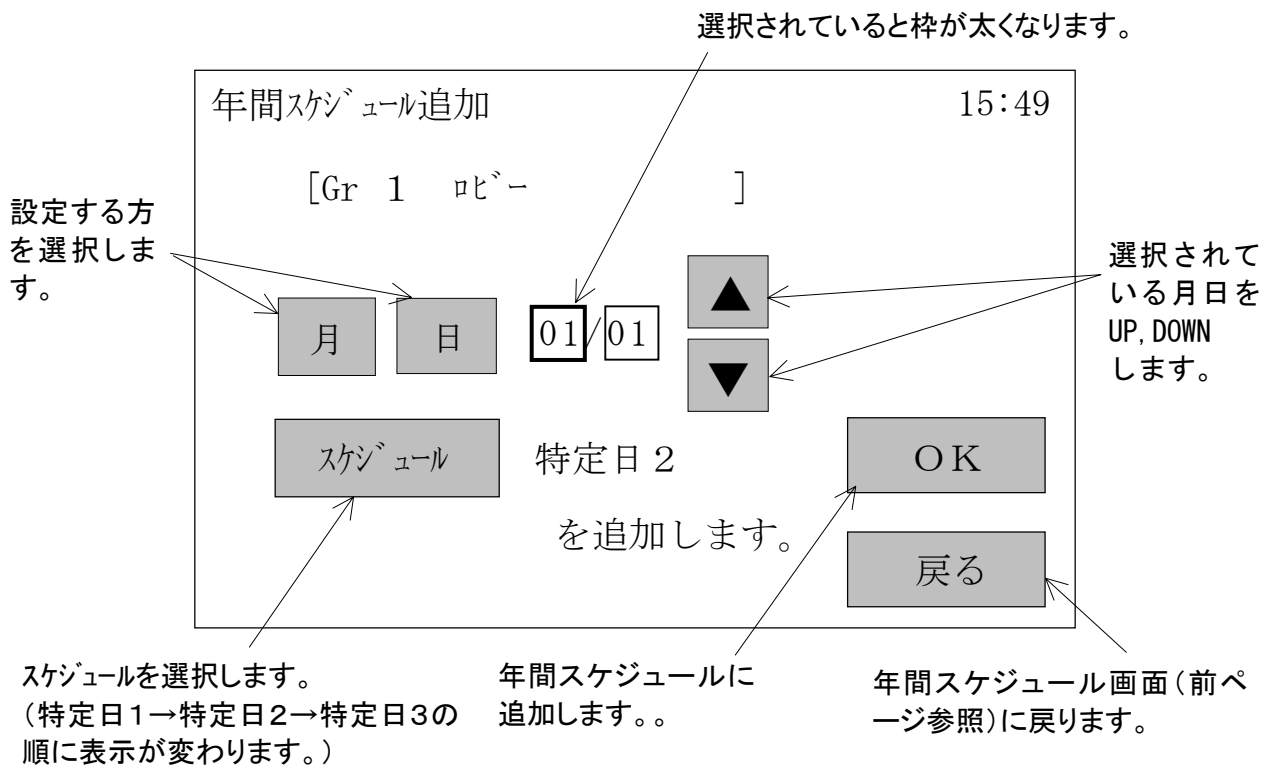 選択されていると枠が太くなります。
年間ｽｹｼﾞｭｰﾙ追加
15:49
[Gr 1 ﾛﾋﾞｰ ]
設定する方
を選択しま
す。
月
日
01/01
▲
▼
選択されて
いる月日を
UP,DOWN
します。
ｽｹｼﾞｭｰﾙ
特定日２
ＯＫ
を追加します。
戻る
ｽｹｼﾞｭｰﾙを選択します。
（特定日１→特定日２→特定日３の
順に表示が変わります。）
年間スケジュールに
追加します。。
年間スケジュール画面（前ペ
ージ参照）に戻ります。